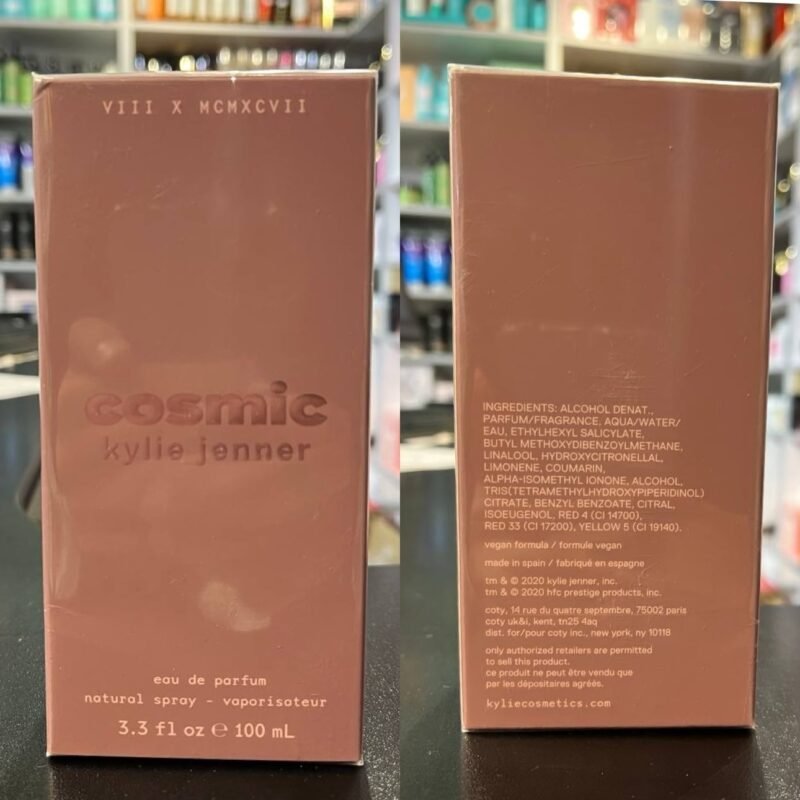 VIII X MCMXCVII
cosmic
kylie jenner
eau de parfum
natural spray - vaporisateur
3.3 fl oz ℮ 100 mL
INGREDIENTS: ALCOHOL DENAT.,
PARFUM/FRAGRANCE, AQUA/WATER/
EAU, ETHYLHEXYL SALICYLATE,
BUTYL METHOXYDIBENZOYLMETHANE,
LINALOOL, HYDROXYCITRONELLAL,
LIMONENE, COUMARIN,
ALPHA-ISOMETHYL IONONE, ALCOHOL,
TRIS(TETRAMETHYLHYDROXYPIPERIDINOL)
CITRATE, BENZYL BENZOATE, CITRAL,
ISOEUGENOL, RED 4 (CI 14700),
RED 33 (CI 17200), YELLOW 5 (CI 19140).
vegan formula / formule vegan
made in spain / fabriqué en espagne
tm & © 2020 kylie jenner, inc.
tm & © 2020 hfc prestige products, inc.
coty, 14 rue du quatre septembre, 75002 paris
coty uk&i, kent, tn25 4aq
dist. for/pour coty inc., new york, ny 10118
only authorized retailers are permitted
to sell this product.
ce produit ne peut être vendu que
par les dépositaires agréés.
kyliecosmetics.com